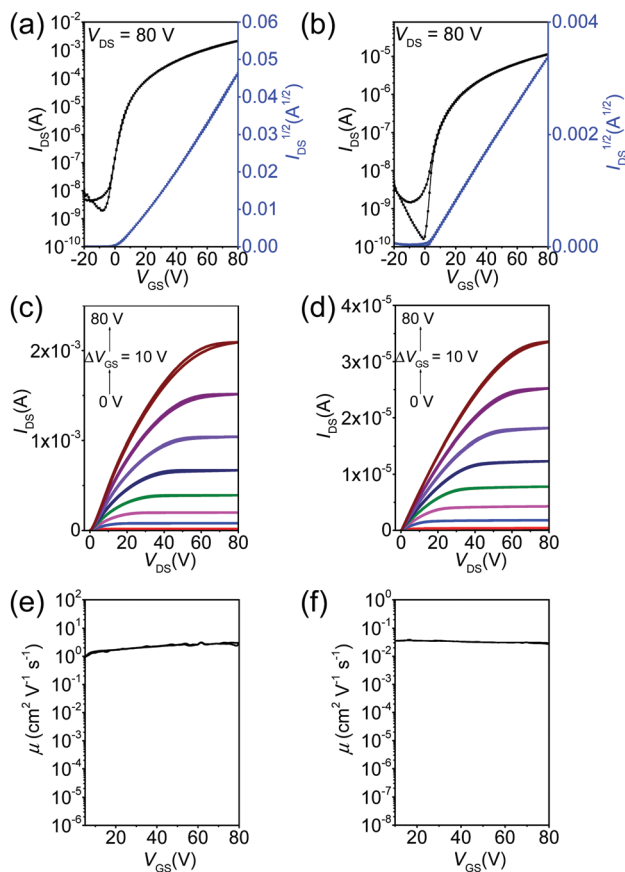 (a)
V_DS = 80 V
I_DS(A)
10^-2
10^-3
10^-4
10^-5
10^-6
10^-7
10^-8
10^-9
10^-10
-20 0 20 40 60 80
V_GS(V)
0.06
0.05
0.04
0.03
0.02
0.01
0.00
I_DS^1/2(A^1/2)
(b)
V_DS = 80 V
I_DS(A)
10^-5
10^-6
10^-7
10^-8
10^-9
10^-10
-20 0 20 40 60 80
V_GS(V)
0.004
0.002
0.000
I_DS^1/2(A^1/2)
(c)
80 V
ΔV_GS = 10 V
0 V
I_DS(A)
2×10^-3
1×10^-3
0
0 20 40 60 80
V_DS(V)
(d)
80 V
ΔV_GS = 10 V
0 V
I_DS(A)
4x10^-5
3x10^-5
2x10^-5
1x10^-5
0
0 20 40 60 80
V_DS(V)
(e)
μ (cm^2 V^-1 s^-1)
10^2
10^1
10^0
10^-1
10^-2
10^-3
10^-4
10^-5
10^-6
20 40 60 80
V_GS(V)
(f)
μ (cm^2 V^-1 s^-1)
10^0
10^-1
10^-2
10^-3
10^-4
10^-5
10^-6
10^-7
10^-8
20 40 60 80
V_GS(V)